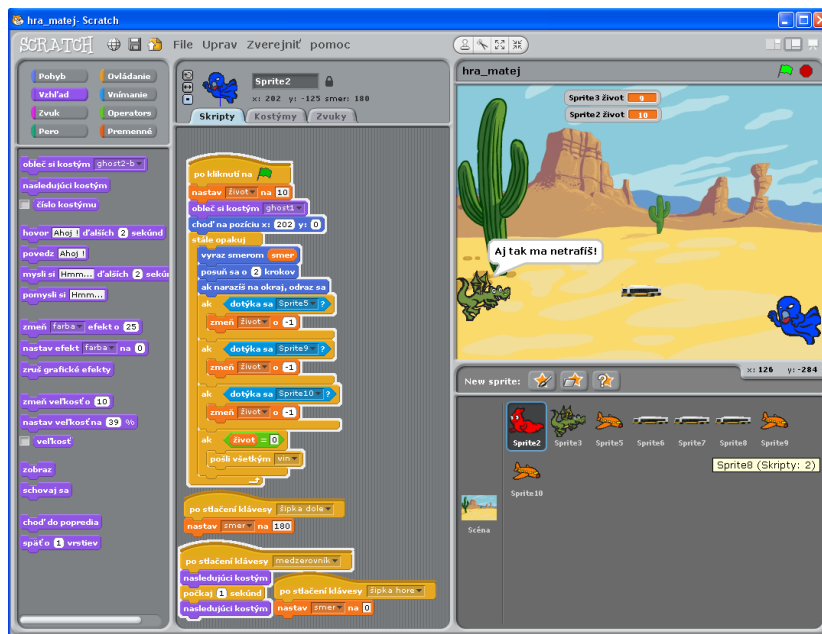 hra_matej- Scratch
SCRATCH File Uprav Zverejniť pomoc
Pohyb Ovládanie
Vzhľad Vnímanie
Zvuk Operators
Pero Premenné
obleč si kostým ghost2-b
nasledujúci kostým
číslo kostýmu
hovor Ahoj ! ďalších 2 sekúnd
povedz Ahoj !
mysli si Hmm... ďalších 2 sekún
pomysli si Hmm...
zmeň farba efekt o 25
nastav efekt farba na 0
zruš grafické efekty
zmeň veľkosť o 10
nastav veľkosť na 39 %
veľkosť
zobraz
schovaj sa
choď do popredia
späť o 1 vrstiev
Sprite2
x: 202 y: -125 smer: 180
Skripty Kostýmy Zvuky
po kliknutí na
nastav život na 10
obleč si kostým ghost1
choď na pozíciu x: 202 y: 0
stále opakuj
vyraz smerom smer
posuň sa o 2 krokov
ak narazíš na okraj, odraz sa
ak dotýka sa Sprite5 ?
zmeň život o -1
ak dotýka sa Sprite9 ?
zmeň život o -1
ak dotýka sa Sprite10 ?
zmeň život o -1
ak život = 0
pošli všetkým vin
po stlačení klávesy šipka dole
nastav smer na 180
po stlačení klávesy medzerovník
nasledujúci kostým
počkaj 1 sekúnd
nasledujúci kostým
po stlačení klávesy šipka hore
nastav smer na 0
hra_matej
Sprite3 život 9
Sprite2 život 10
Aj tak ma netrafíš!
x: 126 y: -284
New sprite:
Sprite2 Sprite3 Sprite5 Sprite6 Sprite7 Sprite8 Sprite9
Sprite8 (Skripty: 2)
Sprite10
Scéna